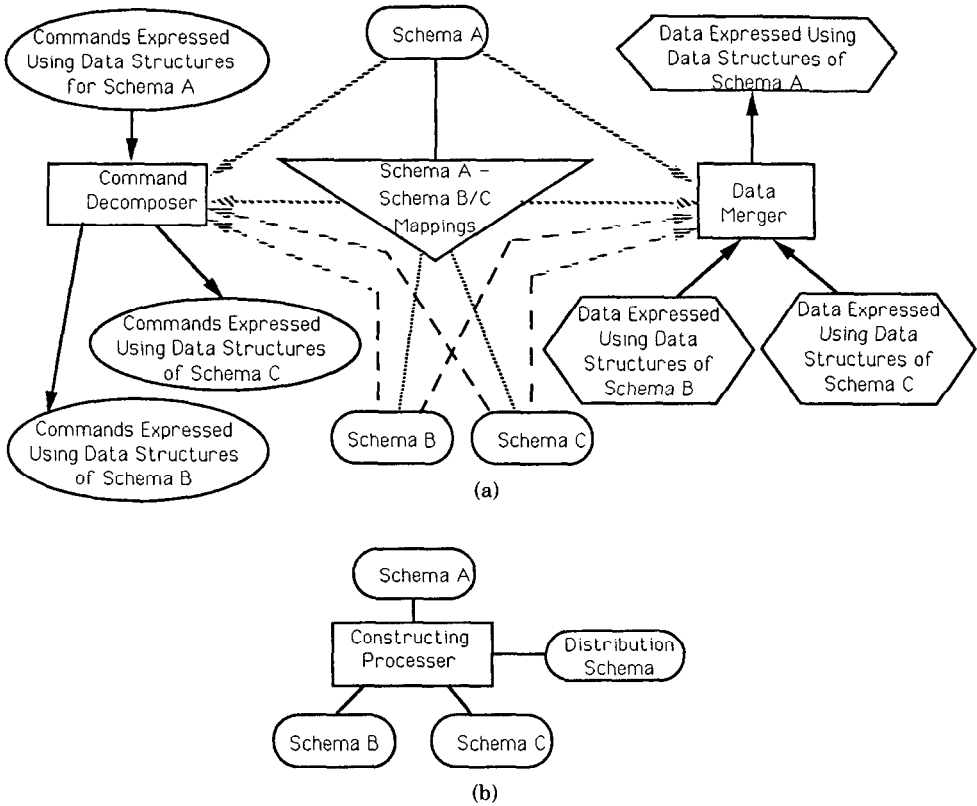 Commands Expressed
Using Data Structures
for Schema A
Schema A
Data Expressed Using
Data Structures of
Schema A
Command
Decomposer
Schema A –
Schema B/C
Mappings
Data
Merger
Commands Expressed
Using Data Structures
of Schema C
Data Expressed
Using Data
Structures of
Schema B
Data Expressed
Using Data
Structures of
Schema C
Commands Expressed
Using Data Structures
of Schema B
Schema B
Schema C
(a)
Schema A
Constructing
Processer
Distribution
Schema
Schema B
Schema C
(b)